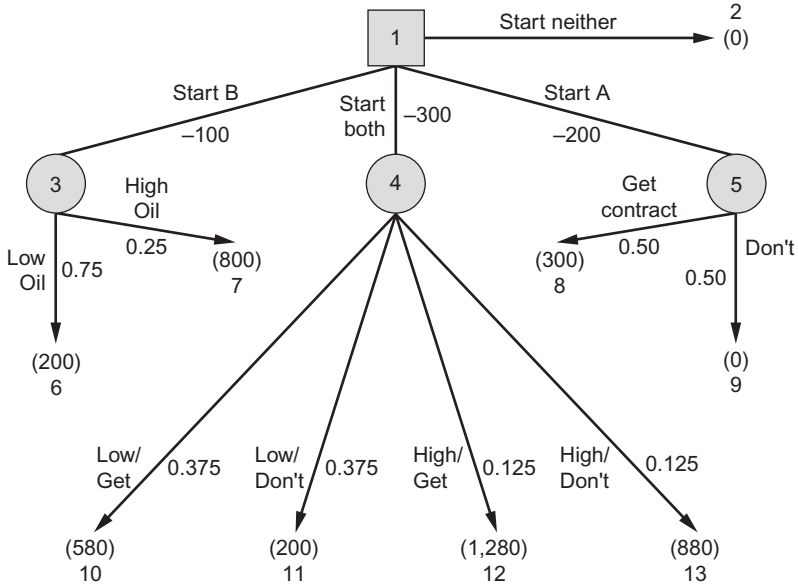 2
1
Start neither
(0)
Start B
Start
both
–300
Start A
–100
–200
3
4
5
High
Oil
Get
contract
0.25
0.50
Low
Oil
0.75
(800)
7
(300)
8
0.50
Don't
(200)
6
(0)
9
Low/
Get
0.375
Low/
Don't
0.375
High/
Get
0.125
High/
Don't
0.125
(580)
10
(200)
11
(1,280)
12
(880)
13